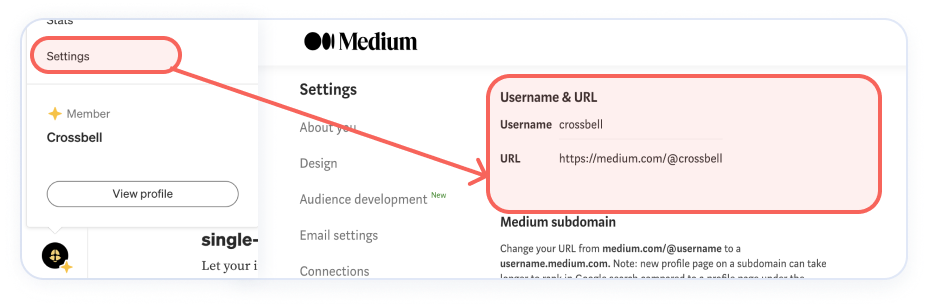 Stats
Settings
Member
Crossbell
View profile
single-
Let your i
Medium
Settings
About you
Design
Audience development New
Email settings
Connections
Username & URL
Username crossbell
URL https://medium.com/@crossbell
Medium subdomain
Change your URL from medium.com/@username to a
username.medium.com. Note: new profile page on a subdomain can take
longer to rank in Google search compared to a profile page under the